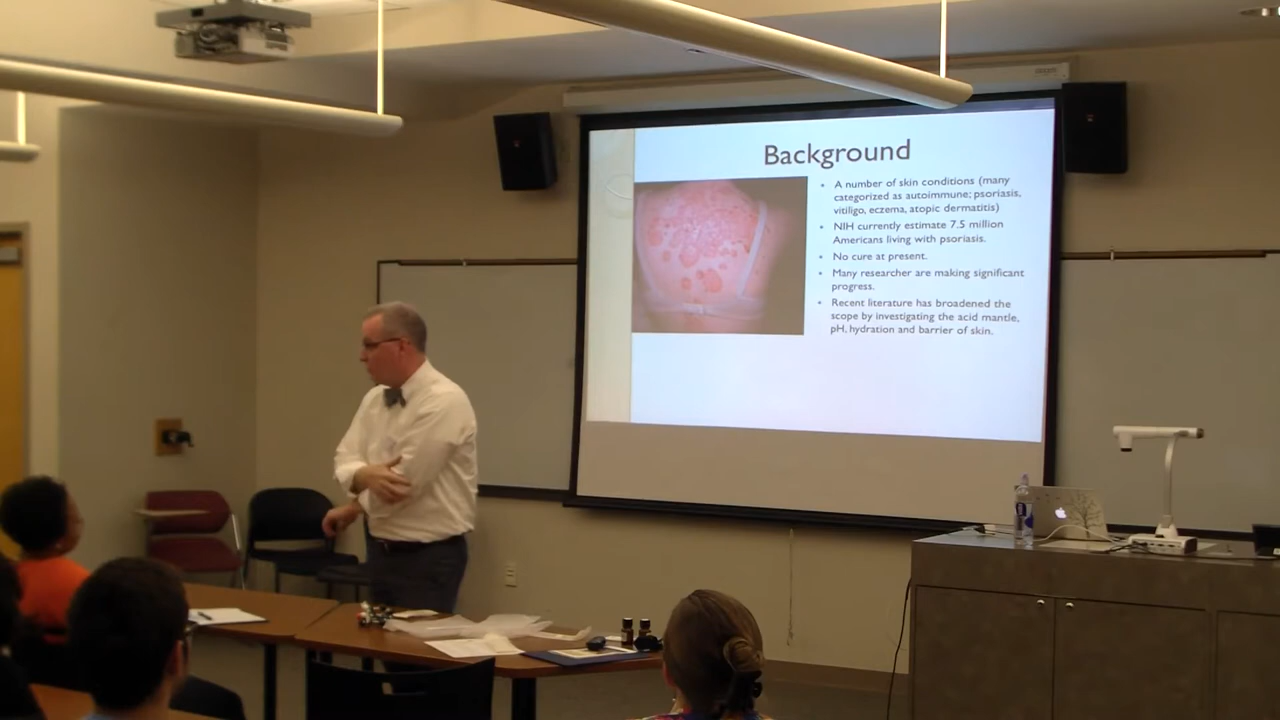 Background
• A number of skin conditions (many
categorized as autoimmune; psoriasis,
vitiligo, eczema, atopic dermatitis)
• NIH currently estimate 7.5 million
Americans living with psoriasis.
• No cure at present.
• Many researcher are making significant
progress.
• Recent literature has broadened the
scope by investigating the acid mantle,
pH, hydration and barrier of skin.